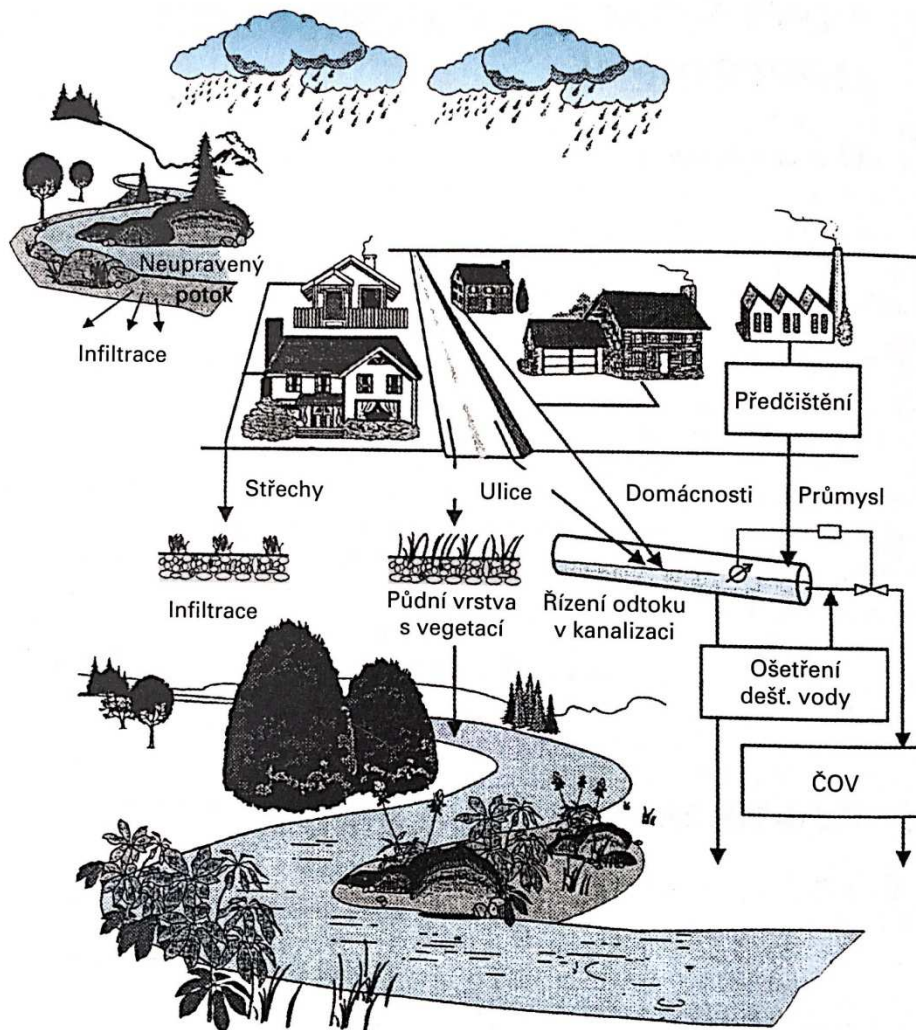 Neupravený
potok
Infiltrace
Předčištění
Střechy
Ulice
Domácnosti
Průmysl
Infiltrace
Půdní vrstva
s vegetací
Řízení odtoku
v kanalizaci
Ošetření
dešť. vody
ČOV